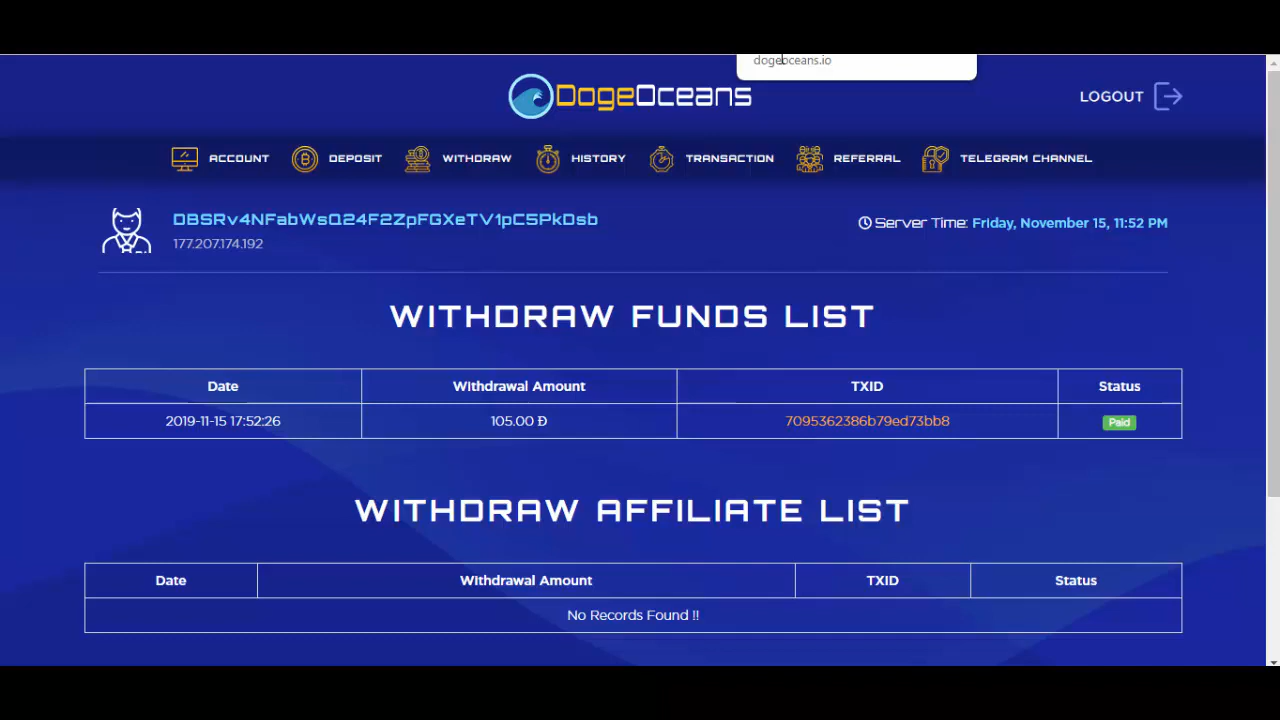 dogeoceans.io
DogeOceans
LOGOUT
ACCOUNT DEPOSIT WITHDRAW HISTORY TRANSACTION REFERRAL TELEGRAM CHANNEL
DBSRv4NFabWsQ24F2ZpFGXeTV1pC5PkDsb
177.207.174.192
Server Time: Friday, November 15, 11:52 PM
WITHDRAW FUNDS LIST
Date Withdrawal Amount TXID Status
2019-11-15 17:52:26 105.00 Ð 7095362386b79ed73bb8 Paid
WITHDRAW AFFILIATE LIST
Date Withdrawal Amount TXID Status
No Records Found !!